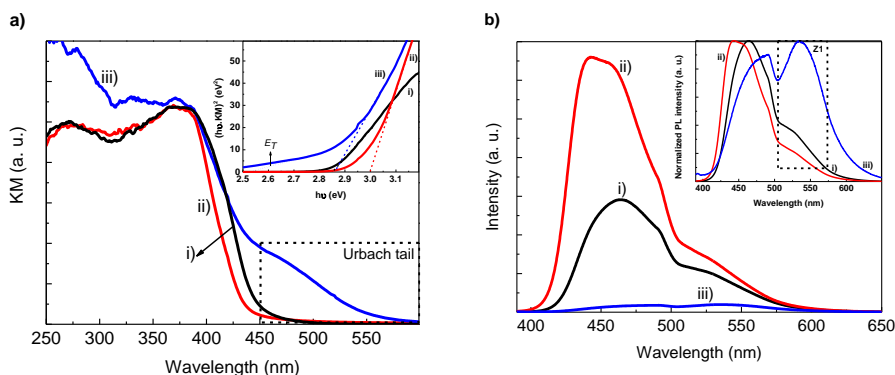 a)
KM (a. u.)
iii)
ii)
i)
Urbach tail
250 300 350 400 450 500 550
Wavelength (nm)
(hυ.KM)² (eV²)
50
40
30
20
10
0
E_T
iii)
ii)
i)
2.5 2.6 2.7 2.8 2.9 3.0 3.1
hυ (eV)
b)
Intensity (a. u.)
ii)
i)
iii)
400 450 500 550 600 650
Wavelength (nm)
Normalized PL intensity (a. u.)
ii)
Z1
i)
iii)
400 450 500 550 600
Wavelength (nm)